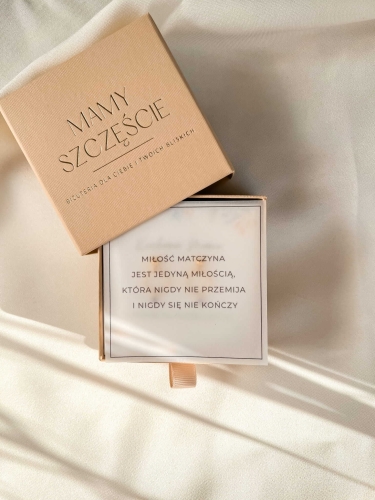 MAMY
SZCZĘŚCIE
BIŻUTERIA DLA CIEBIE I TWOICH BLISKICH
MIŁOŚĆ MATCZYNA
JEST JEDYNĄ MIŁOŚCIĄ,
KTÓRA NIGDY NIE PRZEMIJA
I NIGDY SIĘ NIE KOŃCZY